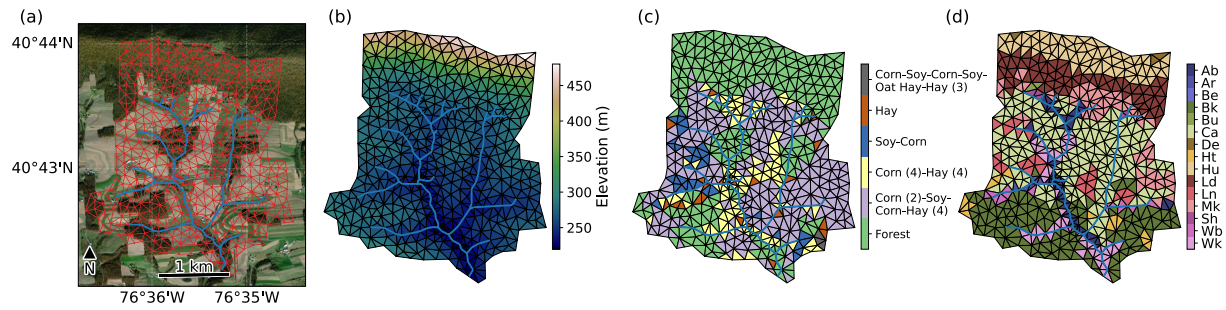 (a)
40°44'N
40°43'N
N
1 km
76°36'W
76°35'W
(b)
450
400
350
300
250
Elevation (m)
(c)
Corn-Soy-Corn-Soy-
Oat Hay-Hay (3)
Hay
Soy-Corn
Corn (4)-Hay (4)
Corn (2)-Soy-
Corn-Hay (4)
Forest
(d)
Ab
Ar
Be
Bk
Bu
Ca
De
Ht
Hu
Ld
Ln
Mk
Sh
Wb
Wk